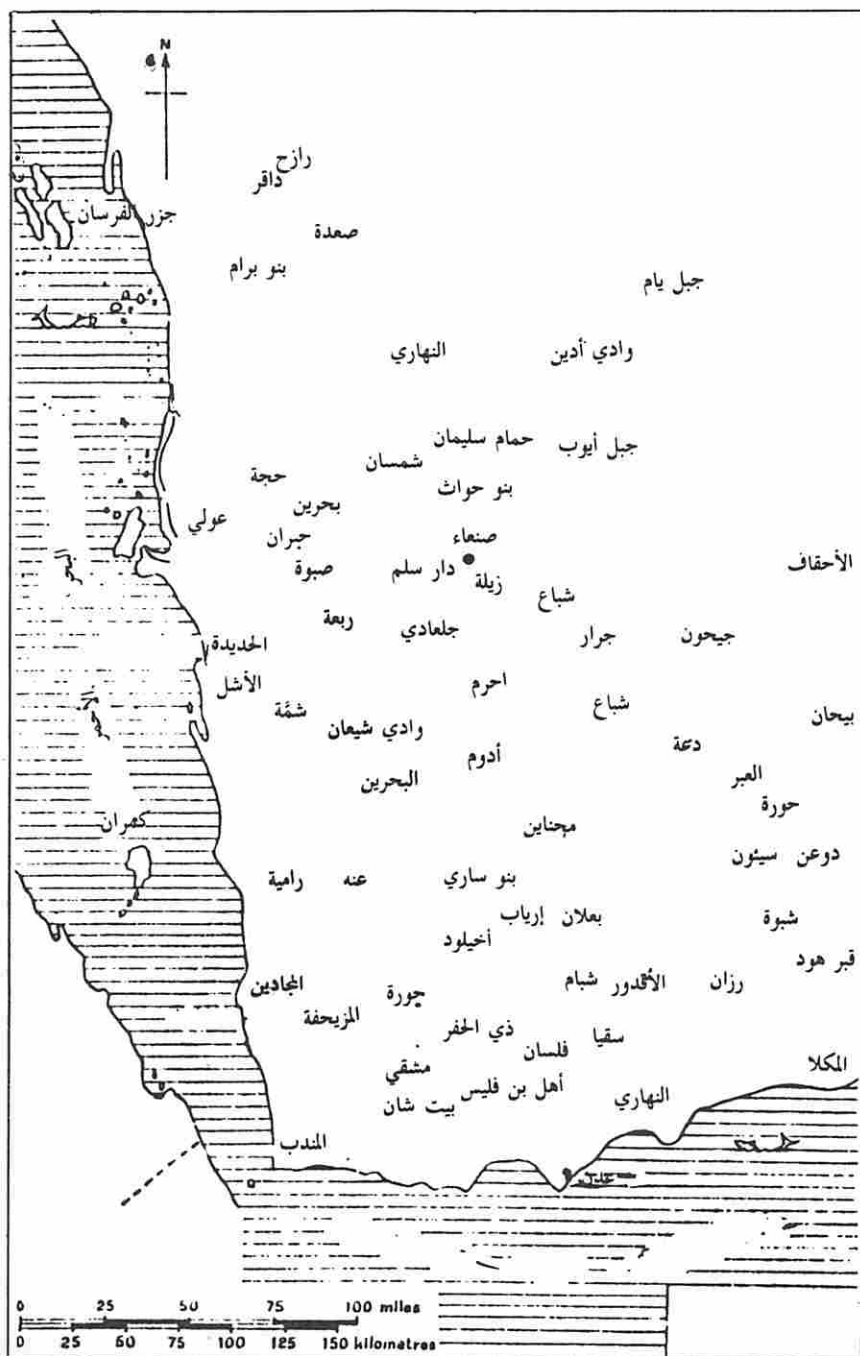 N
رازح
داقر
جزر الفرسان
صعدة
بنو برام
جبل يام
النهاري
وادي أدين
حمام سليمان
جبل أيوب
شمسان
حجة
بنو حواث
بحرين
عولي
صنعاء
جبران
الأحقاف
دار سلم
صبوة
زيلة
شباع
ربعة
جلعادي
جرار
جيحون
الحديدة
احرم
الأشل
شباع
شمَّة
بيحان
وادي شيعان
دعة
أدوم
البحرين
العبر
حورة
كمران
محناين
دوعن سيئون
رامية
عنه
بنو ساري
بعلان
إرياب
شبوة
أخيلود
قبر هود
المجادين
جورة
شبام
الأقدور
رزان
المزيحفة
ذي الحفر
سقيا
فلسان
مشقي
المكلا
أهل بن فليس
النهاري
بيت شان
المندب
عدن
0 25 50 75 100 miles
0 25 50 75 100 125 150 kilometres